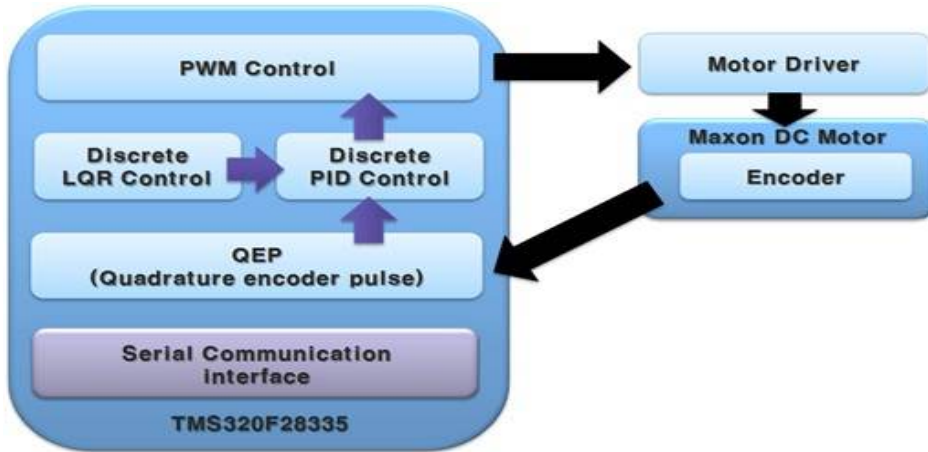 PWM Control
Motor Driver
Discrete
LQR Control
Discrete
PID Control
Maxon DC Motor
Encoder
QEP
(Quadrature encoder pulse)
Serial Communication
interface
TMS320F28335